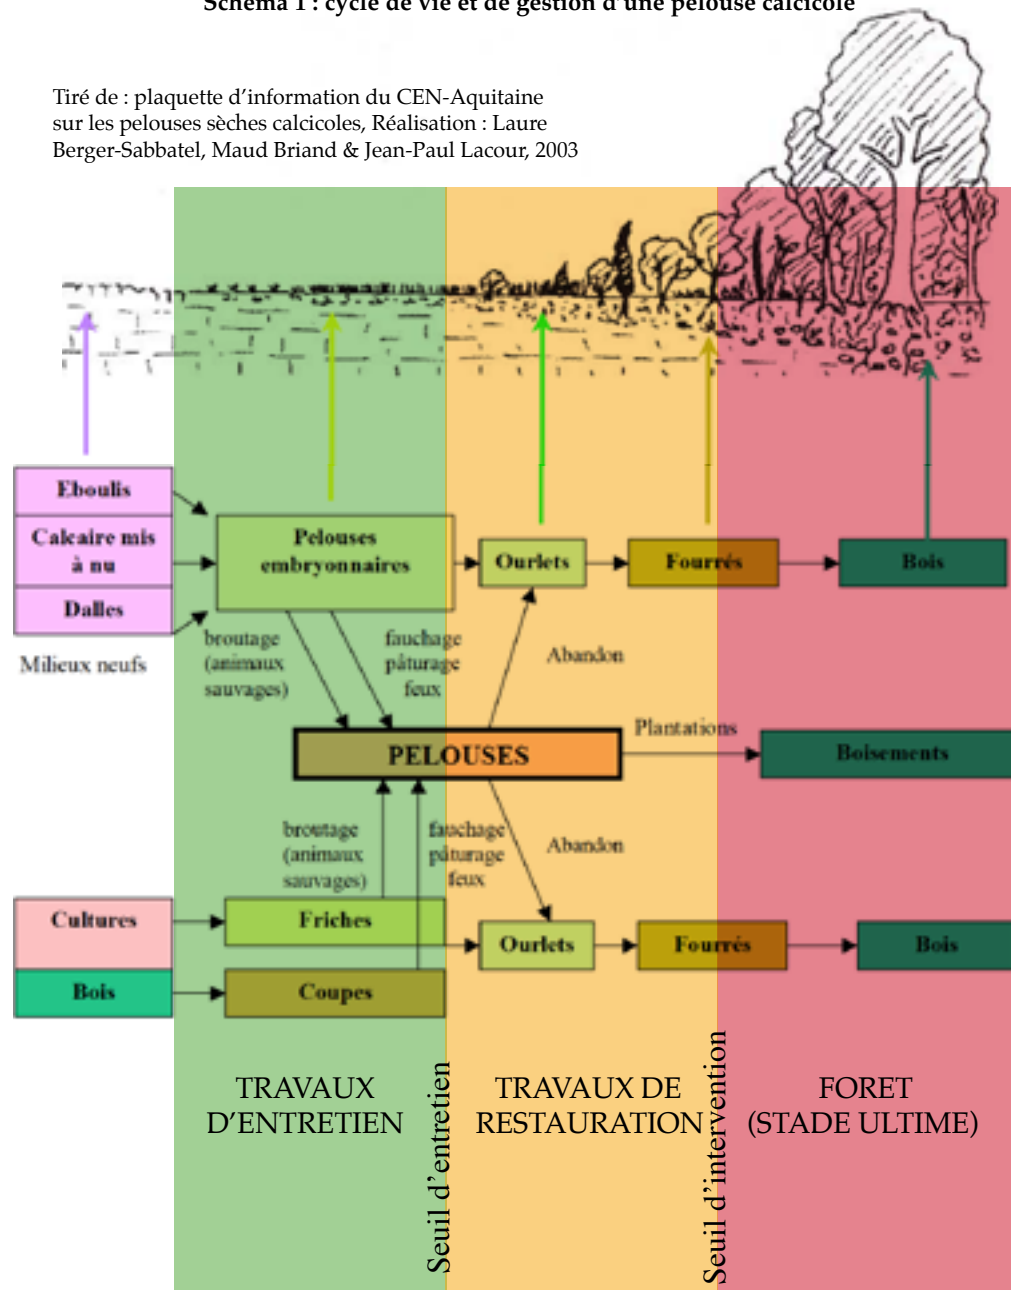 Schéma 1 : cycle de vie et de gestion d'une pelouse calcicole
Tiré de : plaquette d'information du CEN-Aquitaine
sur les pelouses sèches calcicoles, Réalisation : Laure
Berger-Sabbatel, Maud Briand & Jean-Paul Lacour, 2003
Eboulis
Calcaire mis
à nu
Dalles
Milieux neufs
Pelouses
embryonnaires
Ourlets
Fourrés
Bois
broutage
(animaux
sauvages)
fauchage
pâturage
feux
Abandon
PELOUSES
Plantations
Boisements
broutage
(animaux
sauvages)
fauchage
pâturage
feux
Abandon
Cultures
Friches
Bois
Coupes
Ourlets
Fourrés
Bois
TRAVAUX
D'ENTRETIEN
Seuil d'entretien
TRAVAUX DE
RESTAURATION
Seuil d'intervention
FORET
(STADE ULTIME)